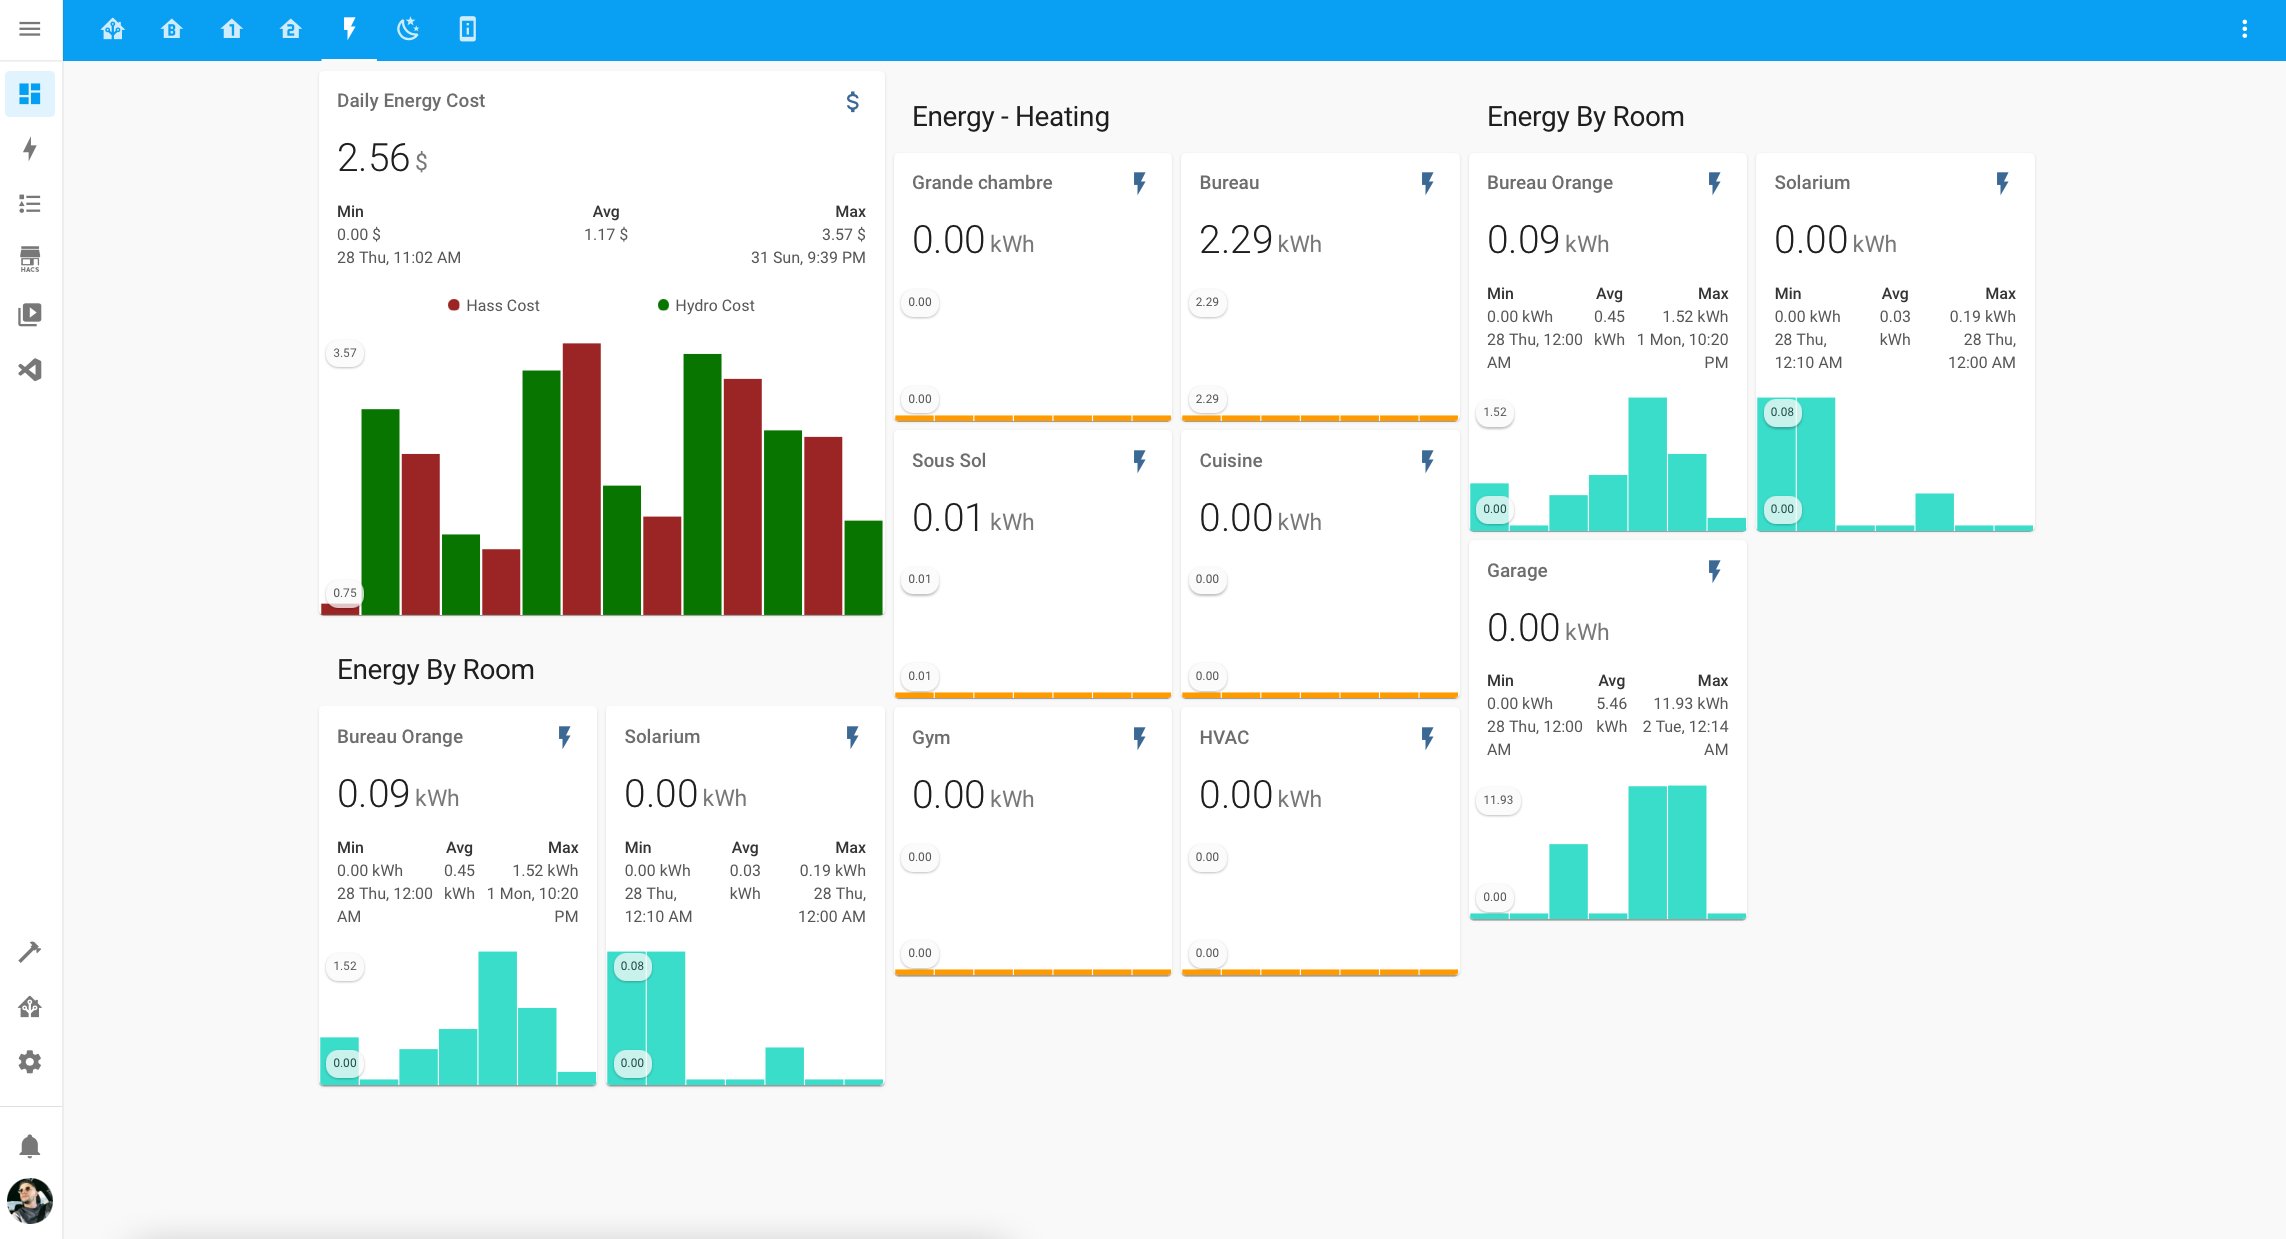 B
1
2
HACS
Daily Energy Cost
$
2.56 $
Min Avg Max
0.00 $ 1.17 $ 3.57 $
28 Thu, 11:02 AM 31 Sun, 9:39 PM
Hass Cost Hydro Cost
3.57
0.75
Energy By Room
Bureau Orange
0.09 kWh
Min Avg Max
0.00 kWh 0.45 1.52 kWh
28 Thu, 12:00 kWh 1 Mon, 10:20
AM PM
1.52
0.00
Solarium
0.00 kWh
Min Avg Max
0.00 kWh 0.03 0.19 kWh
28 Thu, kWh 28 Thu,
12:10 AM 12:00 AM
0.08
0.00
Energy - Heating
Grande chambre
0.00 kWh
0.00
0.00
Bureau
2.29 kWh
2.29
2.29
Sous Sol
0.01 kWh
0.01
0.01
Cuisine
0.00 kWh
0.00
0.00
Gym
0.00 kWh
0.00
0.00
HVAC
0.00 kWh
0.00
0.00
Energy By Room
Bureau Orange
0.09 kWh
Min Avg Max
0.00 kWh 0.45 1.52 kWh
28 Thu, 12:00 kWh 1 Mon, 10:20
AM PM
1.52
0.00
Solarium
0.00 kWh
Min Avg Max
0.00 kWh 0.03 0.19 kWh
28 Thu, kWh 28 Thu,
12:10 AM 12:00 AM
0.08
0.00
Garage
0.00 kWh
Min Avg Max
0.00 kWh 5.46 11.93 kWh
28 Thu, 12:00 kWh 2 Tue, 12:14
AM AM
11.93
0.00